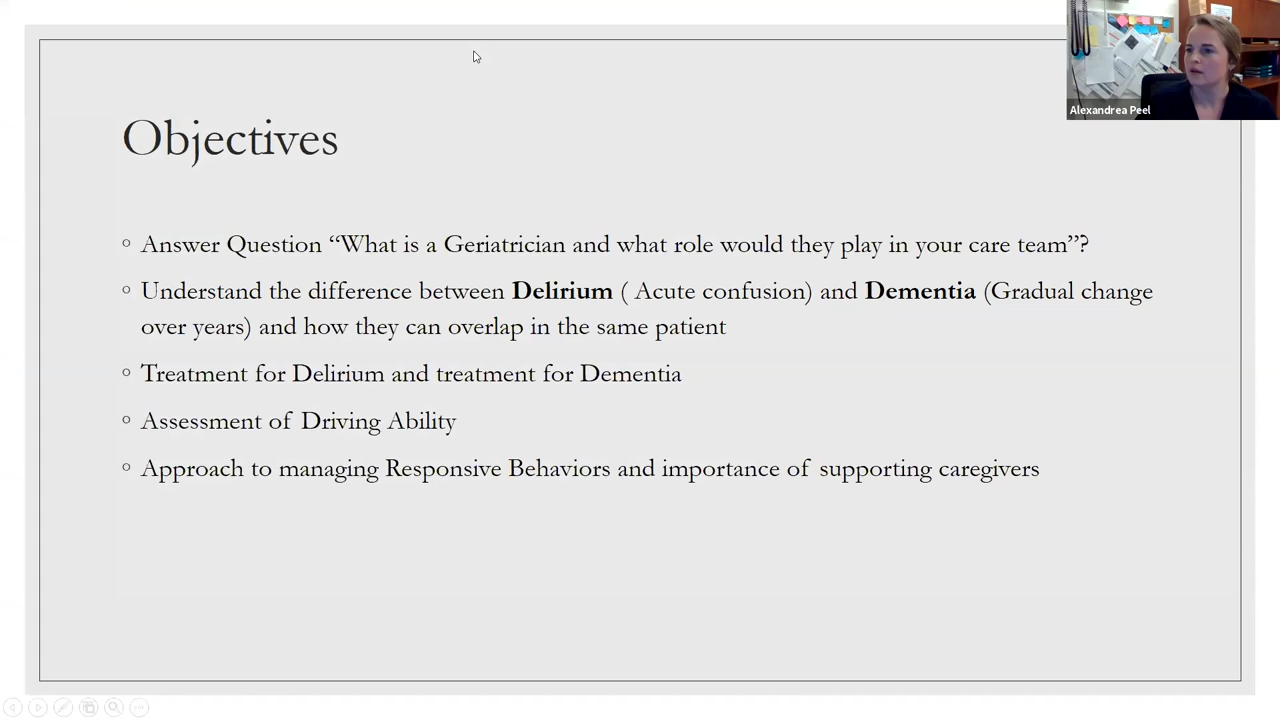 Alexandrea Peel
Objectives
Answer Question “What is a Geriatrician and what role would they play in your care team”?
Understand the difference between Delirium ( Acute confusion) and Dementia (Gradual change
over years) and how they can overlap in the same patient
Treatment for Delirium and treatment for Dementia
Assessment of Driving Ability
Approach to managing Responsive Behaviors and importance of supporting caregivers